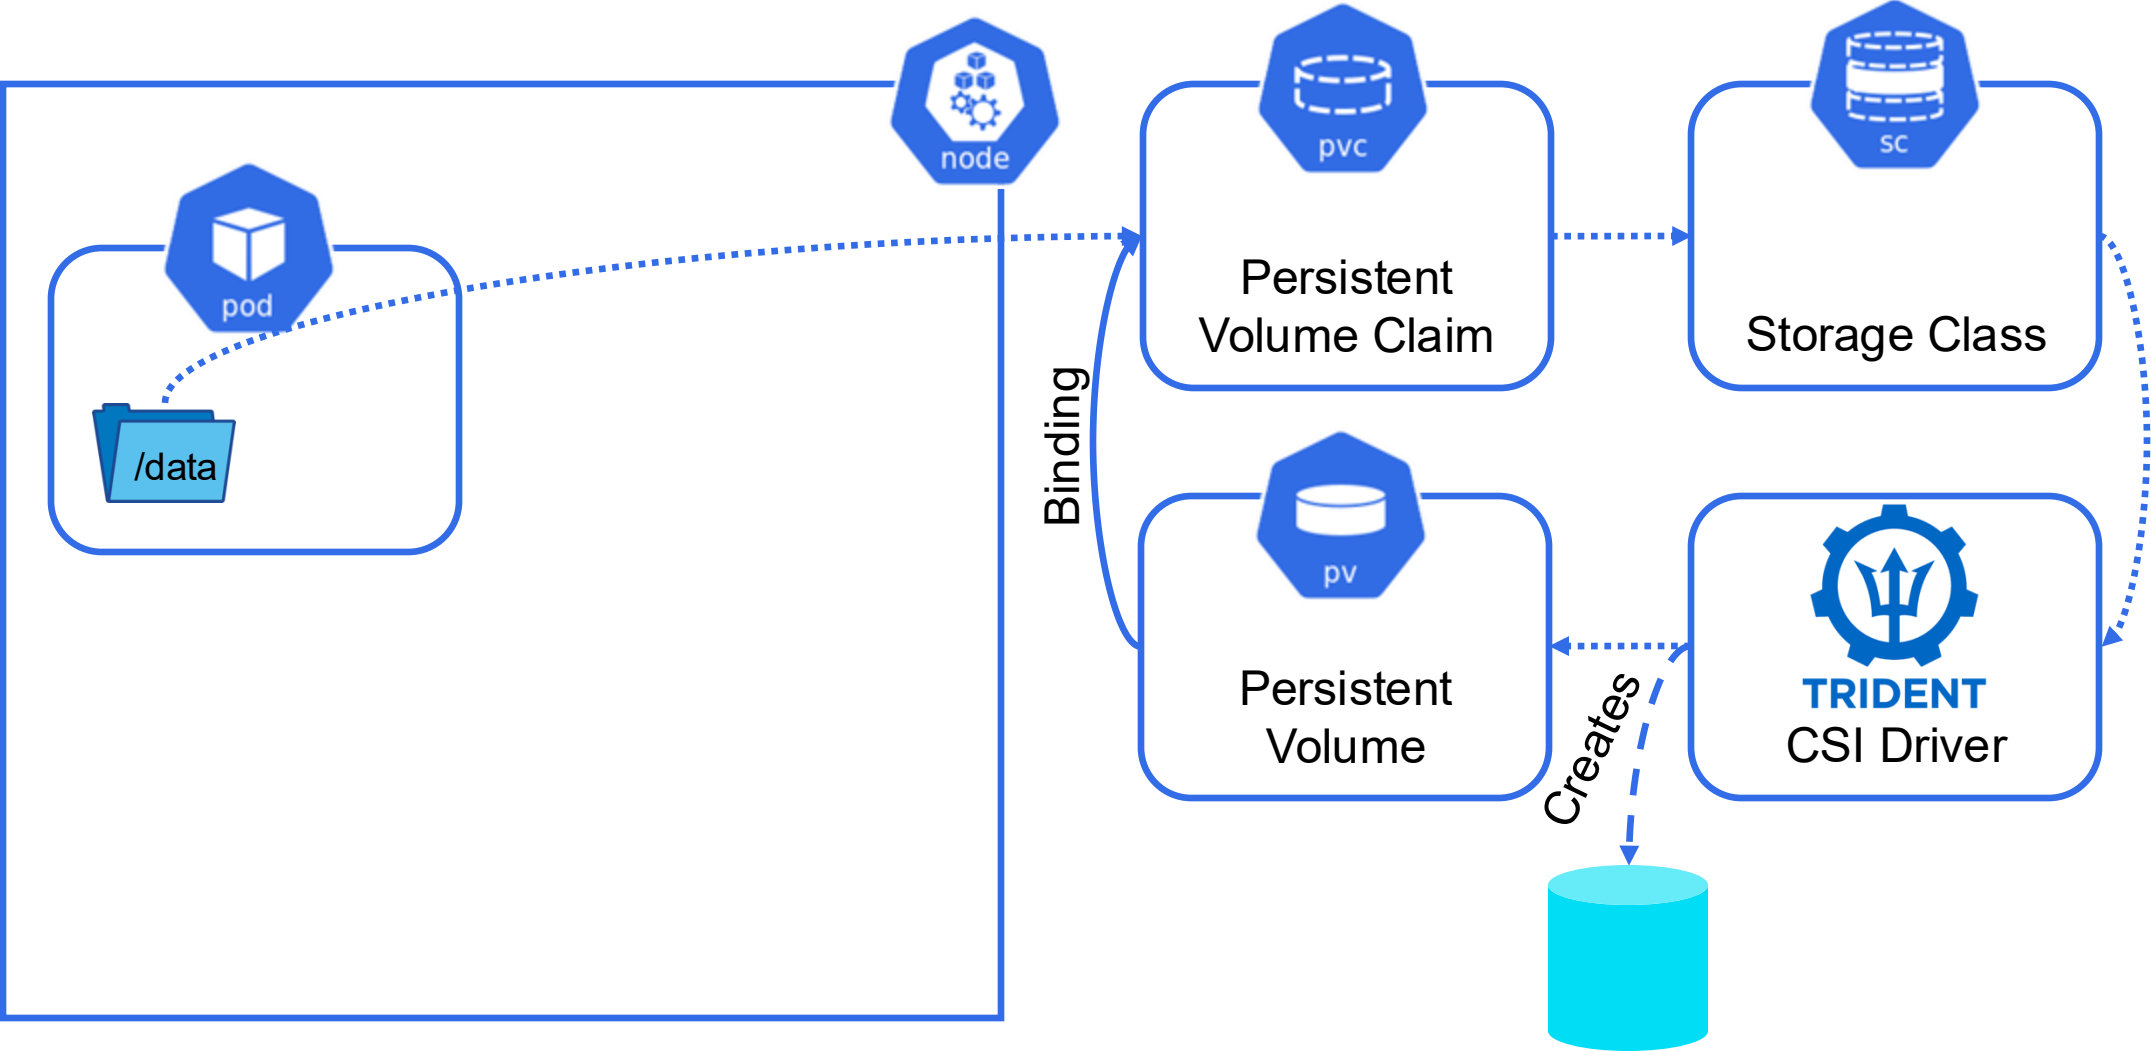 node
pod
/data
pvc
Persistent
Volume Claim
sc
Storage Class
Binding
pv
Persistent
Volume
TRIDENT
CSI Driver
Creates